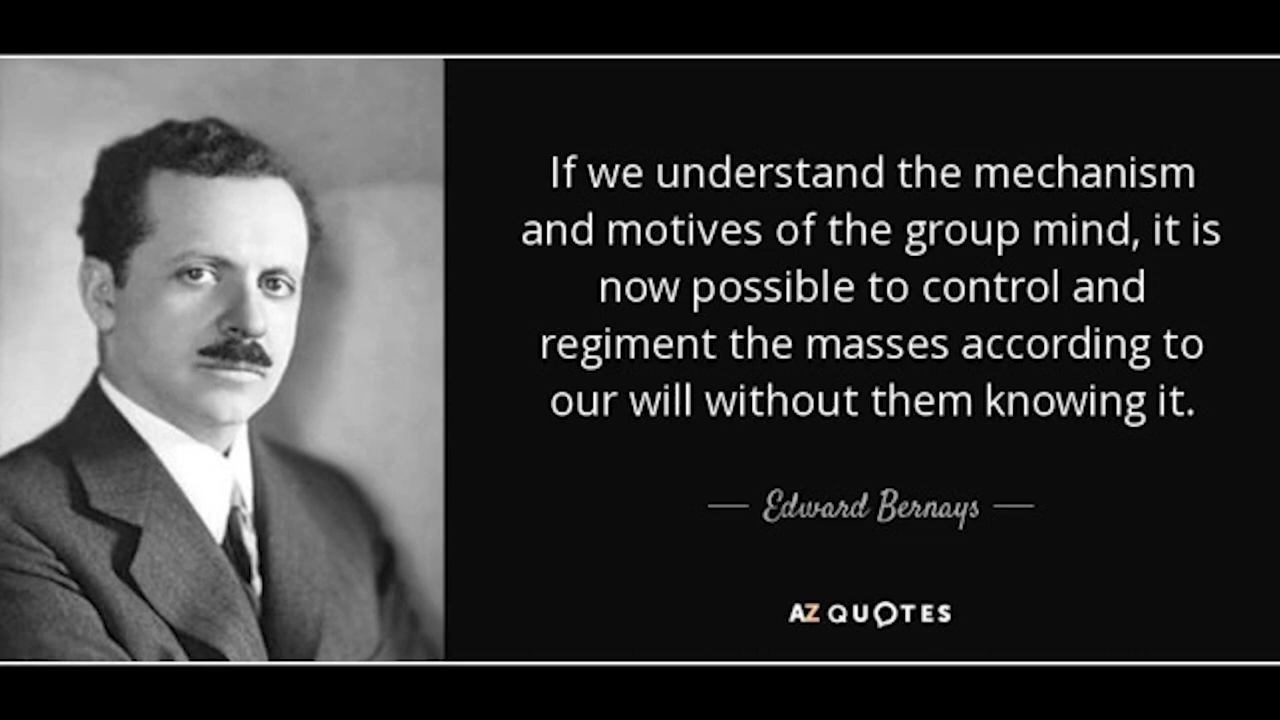 If we understand the mechanism
and motives of the group mind, it is
now possible to control and
regiment the masses according to
our will without them knowing it.
Edward Bernays
AZ QUOTES